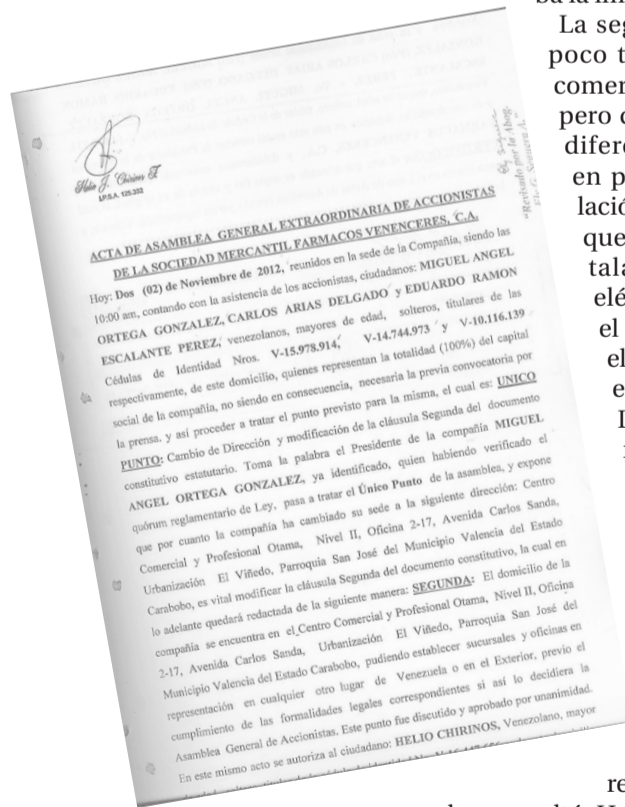 La seg
poco t
comer
pero c
difere
en p
lació
que
tala
elé
el
el
e
re
Helio J. Chirinos F
I.P.S.A. 125.332
"Revisado por la Abog.
ACTA DE ASAMBLEA GENERAL EXTRAORDINARIA DE ACCIONISTAS
DE LA SOCIEDAD MERCANTIL FARMACOS VENENCERES, C.A.
Hoy: Dos (02) de Noviembre de 2012, reunidos en la sede de la Compañía, siendo las
10:00 am, contando con la asistencia de los accionistas, ciudadanos: MIGUEL ANGEL
ORTEGA GONZALEZ, CARLOS ARIAS DELGADO y EDUARDO RAMON
ESCALANTE PEREZ, venezolanos, mayores de edad, solteros, titulares de las
Cédulas de Identidad Nros. V-15.978.914, V-14.744.973 y V-10.116.139
respectivamente, de este domicilio, quienes representan la totalidad (100%) del capital
social de la compañía, no siendo en consecuencia, necesaria la previa convocatoria por
la prensa, y así proceder a tratar el punto previsto para la misma, el cual es: UNICO
PUNTO: Cambio de Dirección y modificación de la cláusula Segunda del documento
constitutivo estatutario. Toma la palabra el Presidente de la compañía MIGUEL
ANGEL ORTEGA GONZALEZ, ya identificado, quien habiendo verificado el
quórum reglamentario de Ley, pasa a tratar el Único Punto de la asamblea, y expone
que por cuanto la compañía ha cambiado su sede a la siguiente dirección: Centro
Comercial y Profesional Otama, Nivel II, Oficina 2-17, Avenida Carlos Sanda,
Urbanización El Viñedo, Parroquia San José del Municipio Valencia del Estado
Carabobo, es vital modificar la cláusula Segunda del documento constitutivo, la cual en
lo adelante quedará redactada de la siguiente manera: SEGUNDA: El domicilio de la
compañía se encuentra en el Centro Comercial y Profesional Otama, Nivel II, Oficina
2-17, Avenida Carlos Sanda, Urbanización El Viñedo, Parroquia San José del
Municipio Valencia del Estado Carabobo, pudiendo establecer sucursales y oficinas en
representación en cualquier otro lugar de Venezuela o en el Exterior, previo el
cumplimiento de las formalidades legales correspondientes si así lo decidiera la
Asamblea General de Accionistas. Este punto fue discutido y aprobado por unanimidad.
En este mismo acto se autoriza al ciudadano: HELIO CHIRINOS, Venezolano, mayor